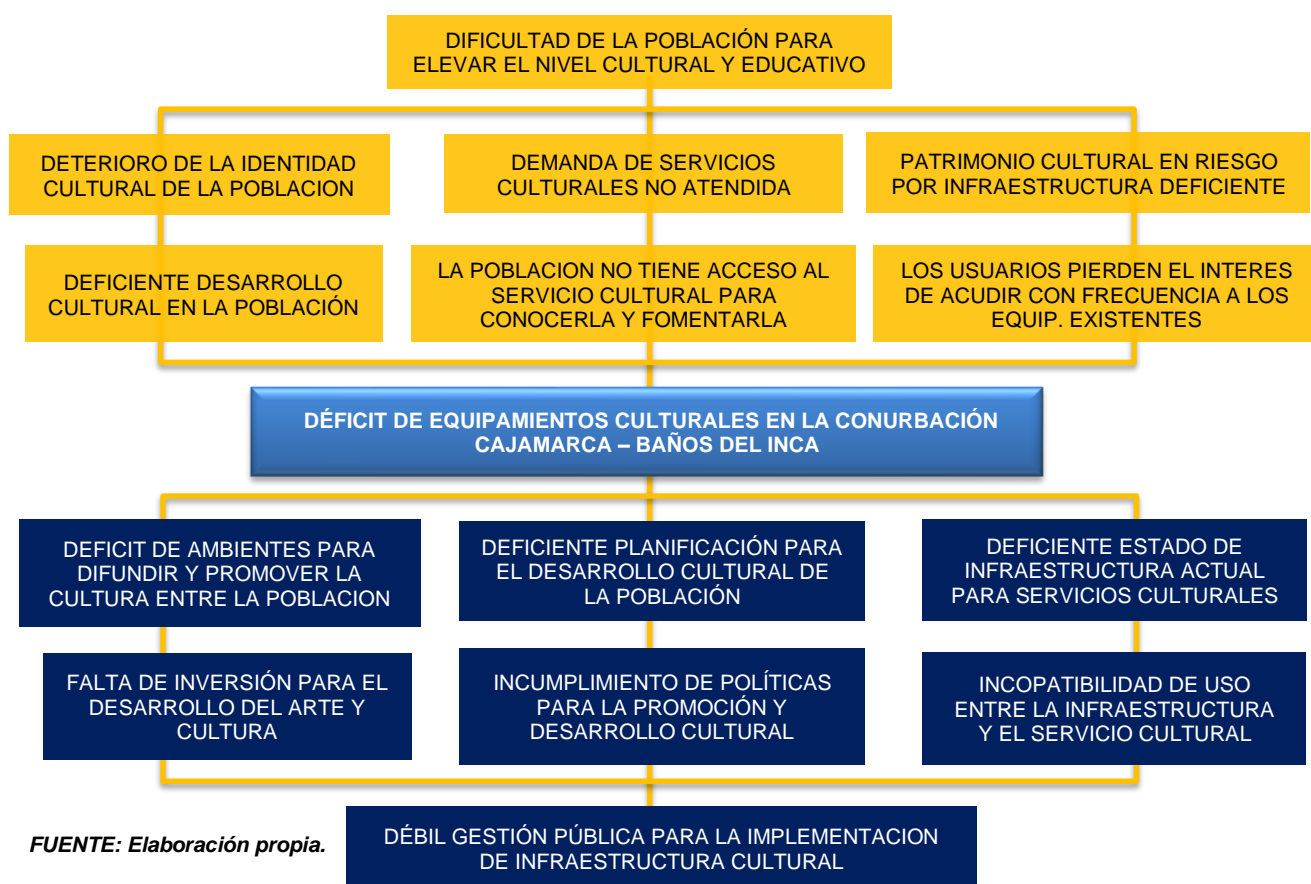 DIFICULTAD DE LA POBLACIÓN PARA
ELEVAR EL NIVEL CULTURAL Y EDUCATIVO
DETERIORO DE LA IDENTIDAD
CULTURAL DE LA POBLACION
DEMANDA DE SERVICIOS
CULTURALES NO ATENDIDA
PATRIMONIO CULTURAL EN RIESGO
POR INFRAESTRUCTURA DEFICIENTE
DEFICIENTE DESARROLLO
CULTURAL EN LA POBLACIÓN
LA POBLACION NO TIENE ACCESO AL
SERVICIO CULTURAL PARA
CONOCERLA Y FOMENTARLA
LOS USUARIOS PIERDEN EL INTERES
DE ACUDIR CON FRECUENCIA A LOS
EQUIP. EXISTENTES
DÉFICIT DE EQUIPAMIENTOS CULTURALES EN LA CONURBACIÓN
CAJAMARCA – BAÑOS DEL INCA
DEFICIT DE AMBIENTES PARA
DIFUNDIR Y PROMOVER LA
CULTURA ENTRE LA POBLACION
DEFICIENTE PLANIFICACIÓN PARA
EL DESARROLLO CULTURAL DE
LA POBLACIÓN
DEFICIENTE ESTADO DE
INFRAESTRUCTURA ACTUAL
PARA SERVICIOS CULTURALES
FALTA DE INVERSIÓN PARA EL
DESARROLLO DEL ARTE Y
CULTURA
INCUMPLIMIENTO DE POLÍTICAS
PARA LA PROMOCIÓN Y
DESARROLLO CULTURAL
INCOPATIBILIDAD DE USO
ENTRE LA INFRAESTRUCTURA
Y EL SERVICIO CULTURAL
DÉBIL GESTIÓN PÚBLICA PARA LA IMPLEMENTACION
DE INFRAESTRUCTURA CULTURAL
FUENTE: Elaboración propia.